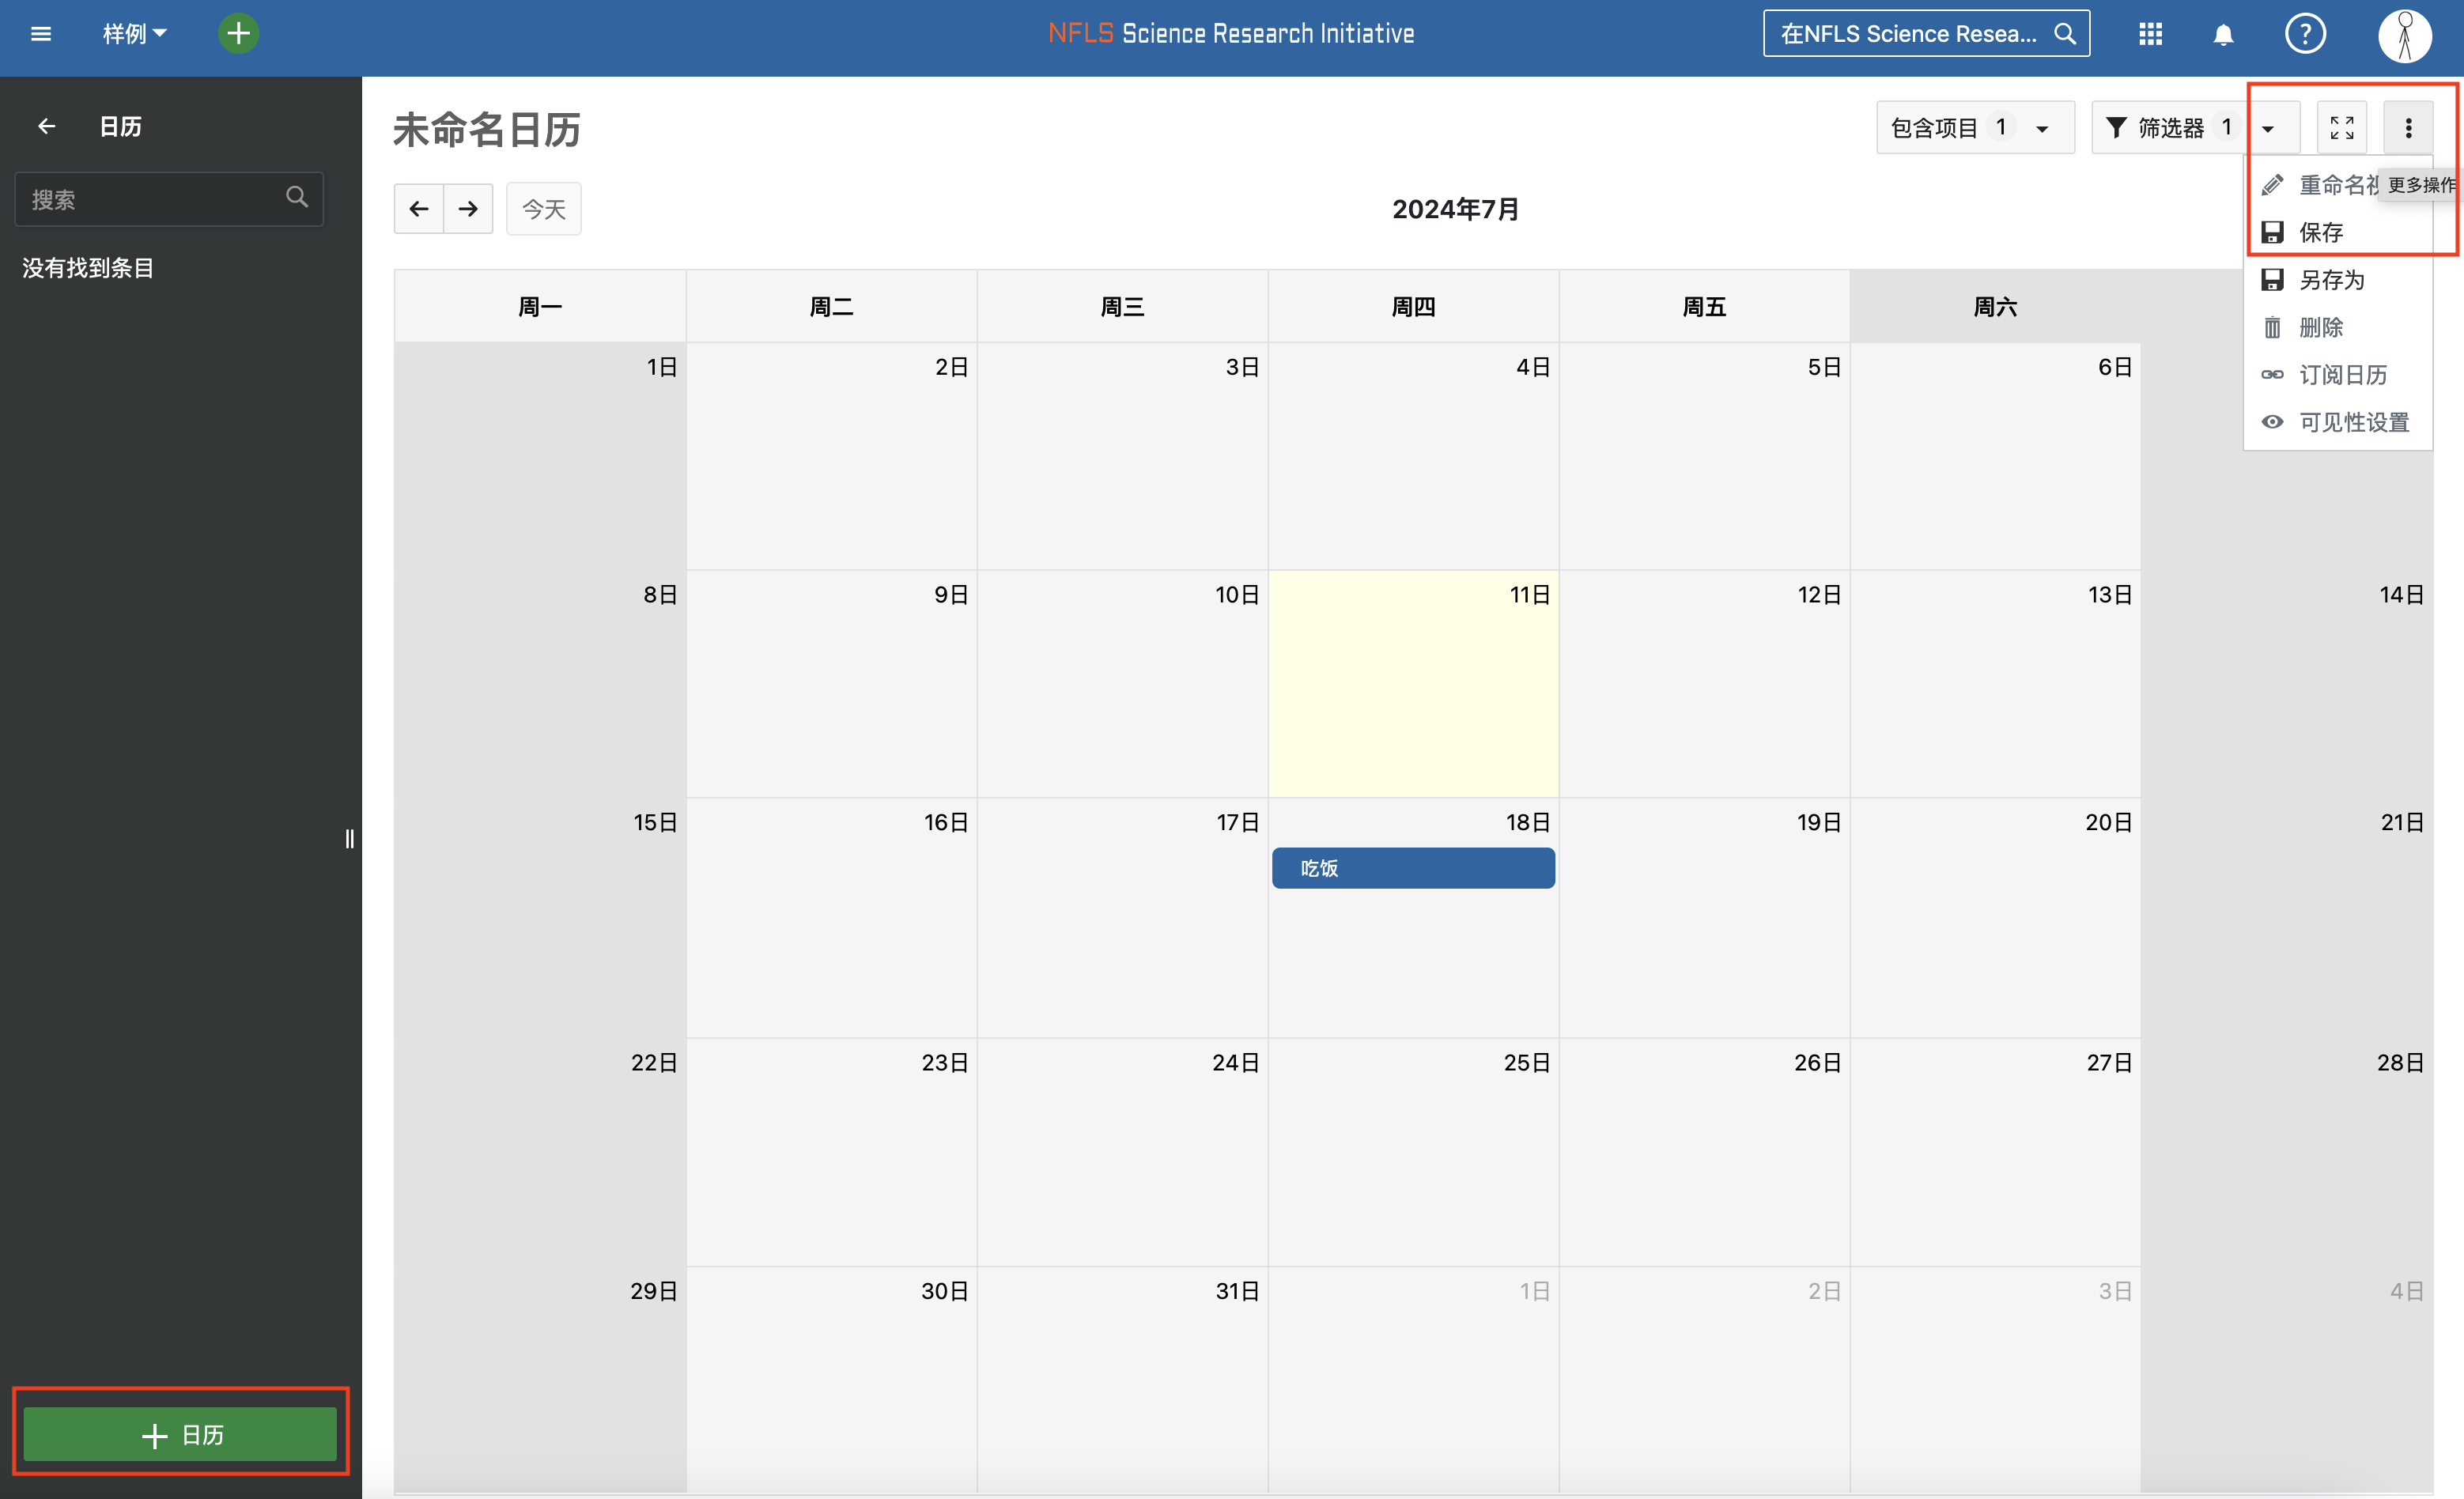 样例
NFLS Science Research Initiative
在NFLS Science Resea...
日历
搜索
没有找到条目
未命名日历
包含项目 1
筛选器 1
今天
2024年7月
更多操作
保存
另存为
删除
订阅日历
可见性设置
周一 周二 周三 周四 周五 周六
1日 2日 3日 4日 5日 6日
8日 9日 10日 11日 12日 13日 14日
15日 16日 17日 18日 19日 20日 21日
吃饭
22日 23日 24日 25日 26日 27日 28日
29日 30日 31日 1日 2日 3日 4日
日历